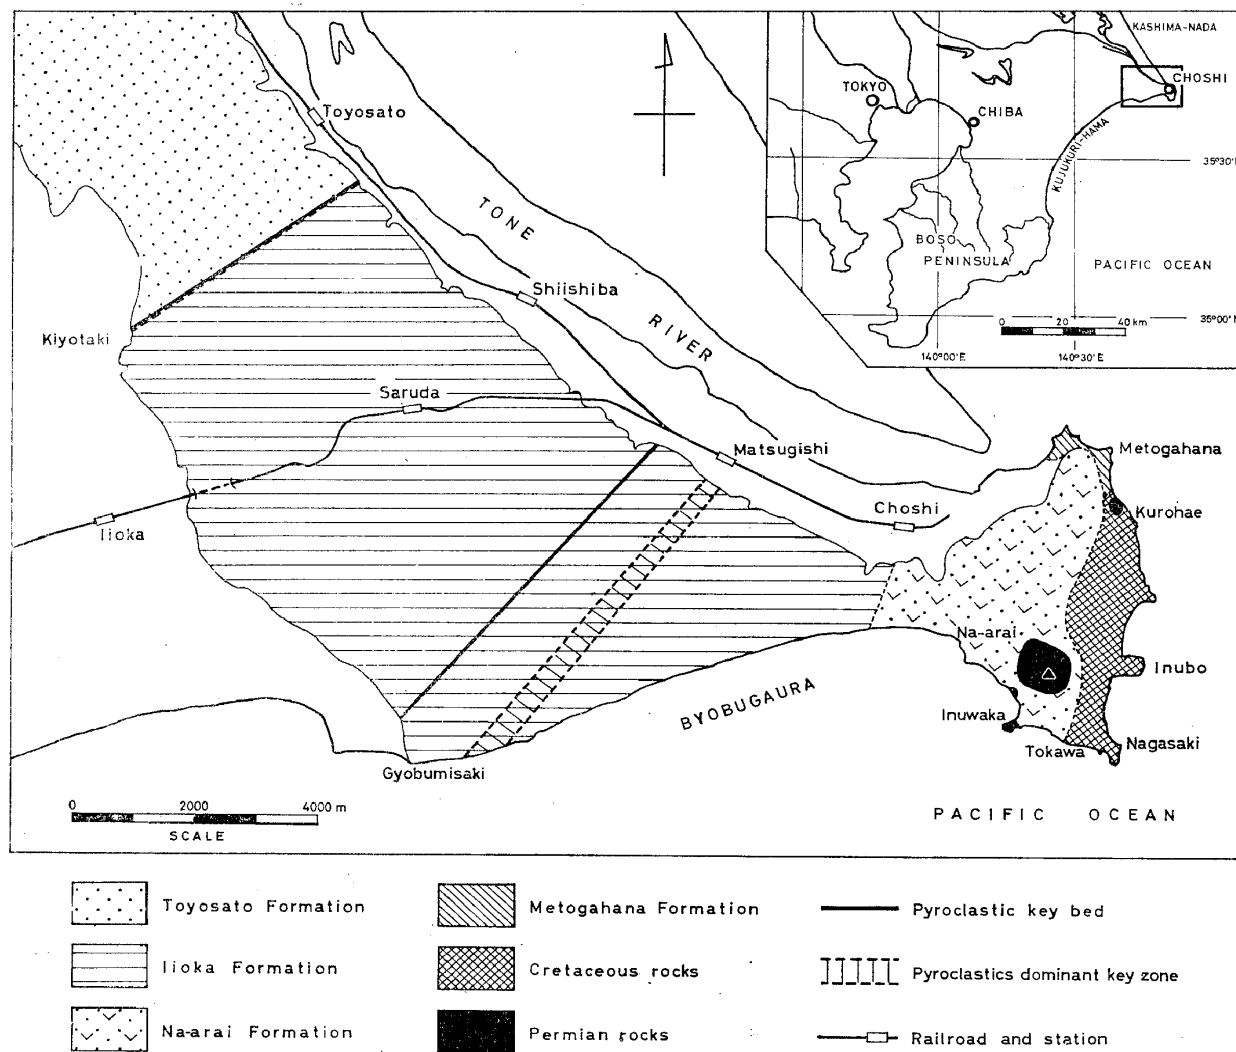 KASHIMA-NADA
CHOSHI
TOKYO
CHIBA
KUJUKURI-HAMA
35°30'N
BOSO
PENINSULA
PACIFIC OCEAN
0 20 40 km
35°00'N
140°00'E 140°30'E
Toyosato
TONE
RIVER
Shiishiba
Kiyotaki
Saruda
Matsugishi
Metogahana
Choshi
Kurohae
Iioka
Na-arai
Inubo
BYOBUGAURA
Inuwaka
Tokawa
Nagasaki
Gyobumisaki
0 2000 4000 m
SCALE
PACIFIC OCEAN
Toyosato Formation
Metogahana Formation
Pyroclastic key bed
Iioka Formation
Cretaceous rocks
Pyroclastics dominant key zone
Na-arai Formation
Permian rocks
Railroad and station